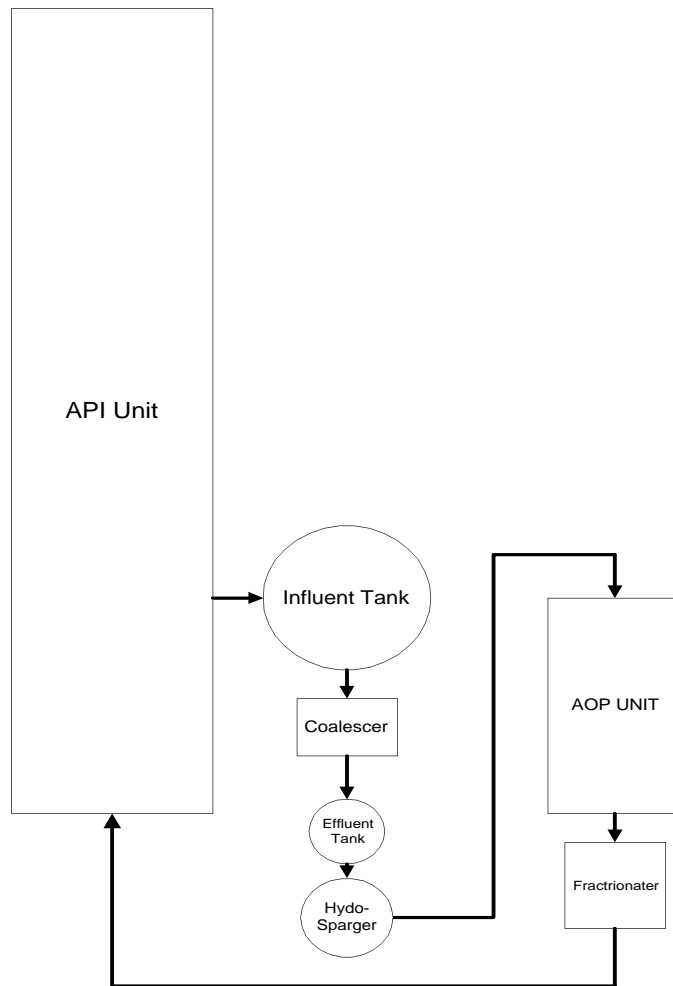 API Unit
Influent Tank
Coalescer
Effluent
Tank
Hydo-
Sparger
AOP UNIT
Fractrionater